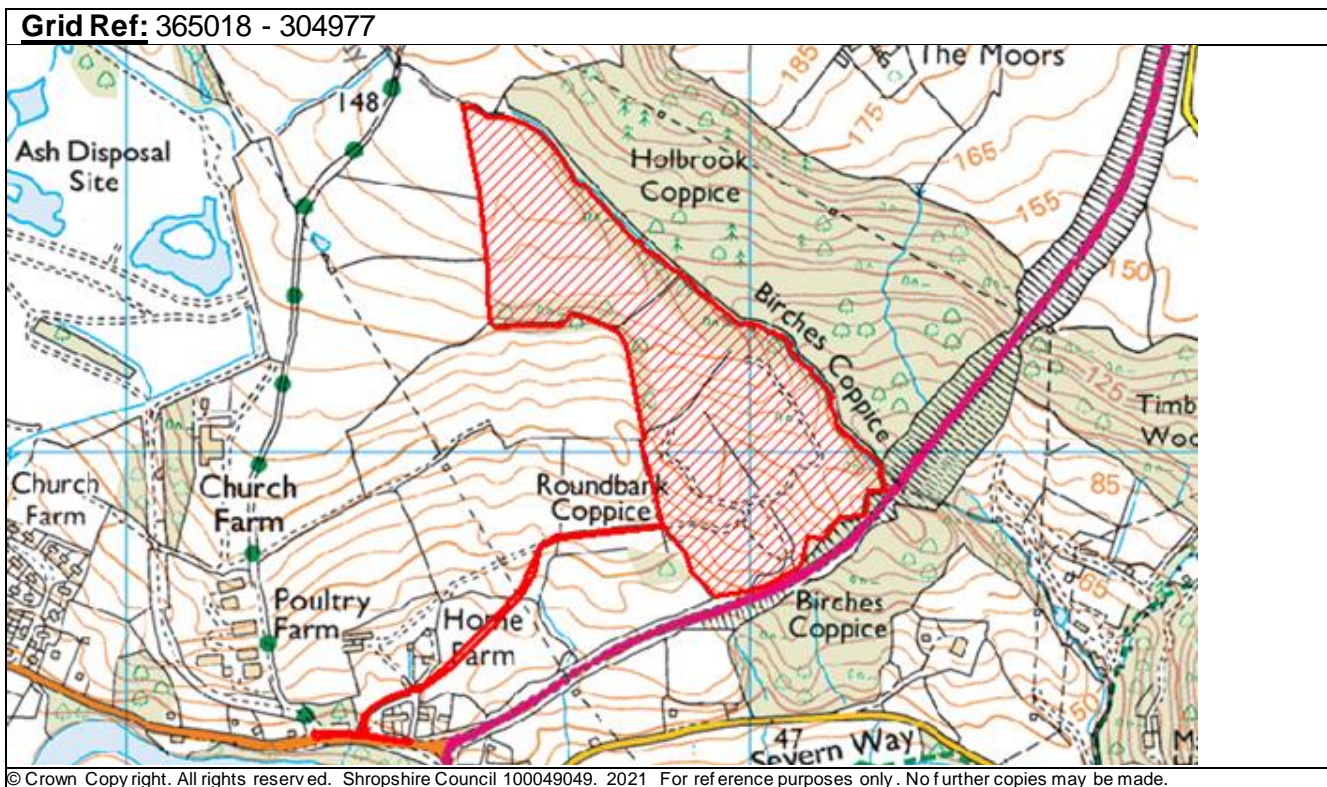 Grid Ref: 365018 - 304977
The Moors
185
148
175
Ash Disposal
Site
Holbrook
Coppice
165
155
150
Birches Coppice
125
Church
Farm
Church
Farm
Roundbank
Coppice
85
Poultry
Farm
Home
Farm
65
Birches
Coppice
50
47
Severn Way
© Crown Copyright. All rights reserved. Shropshire Council 100049049. 2021 For reference purposes only. No further copies may be made.